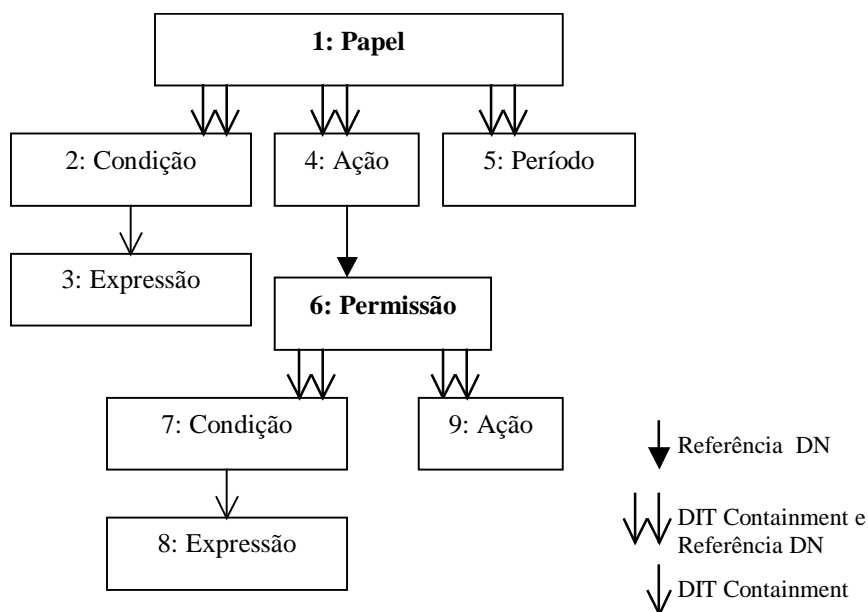 1: Papel
2: Condição
4: Ação
5: Período
3: Expressão
6: Permissão
7: Condição
9: Ação
8: Expressão
Referência DN
DIT Containment e
Referência DN
DIT Containment